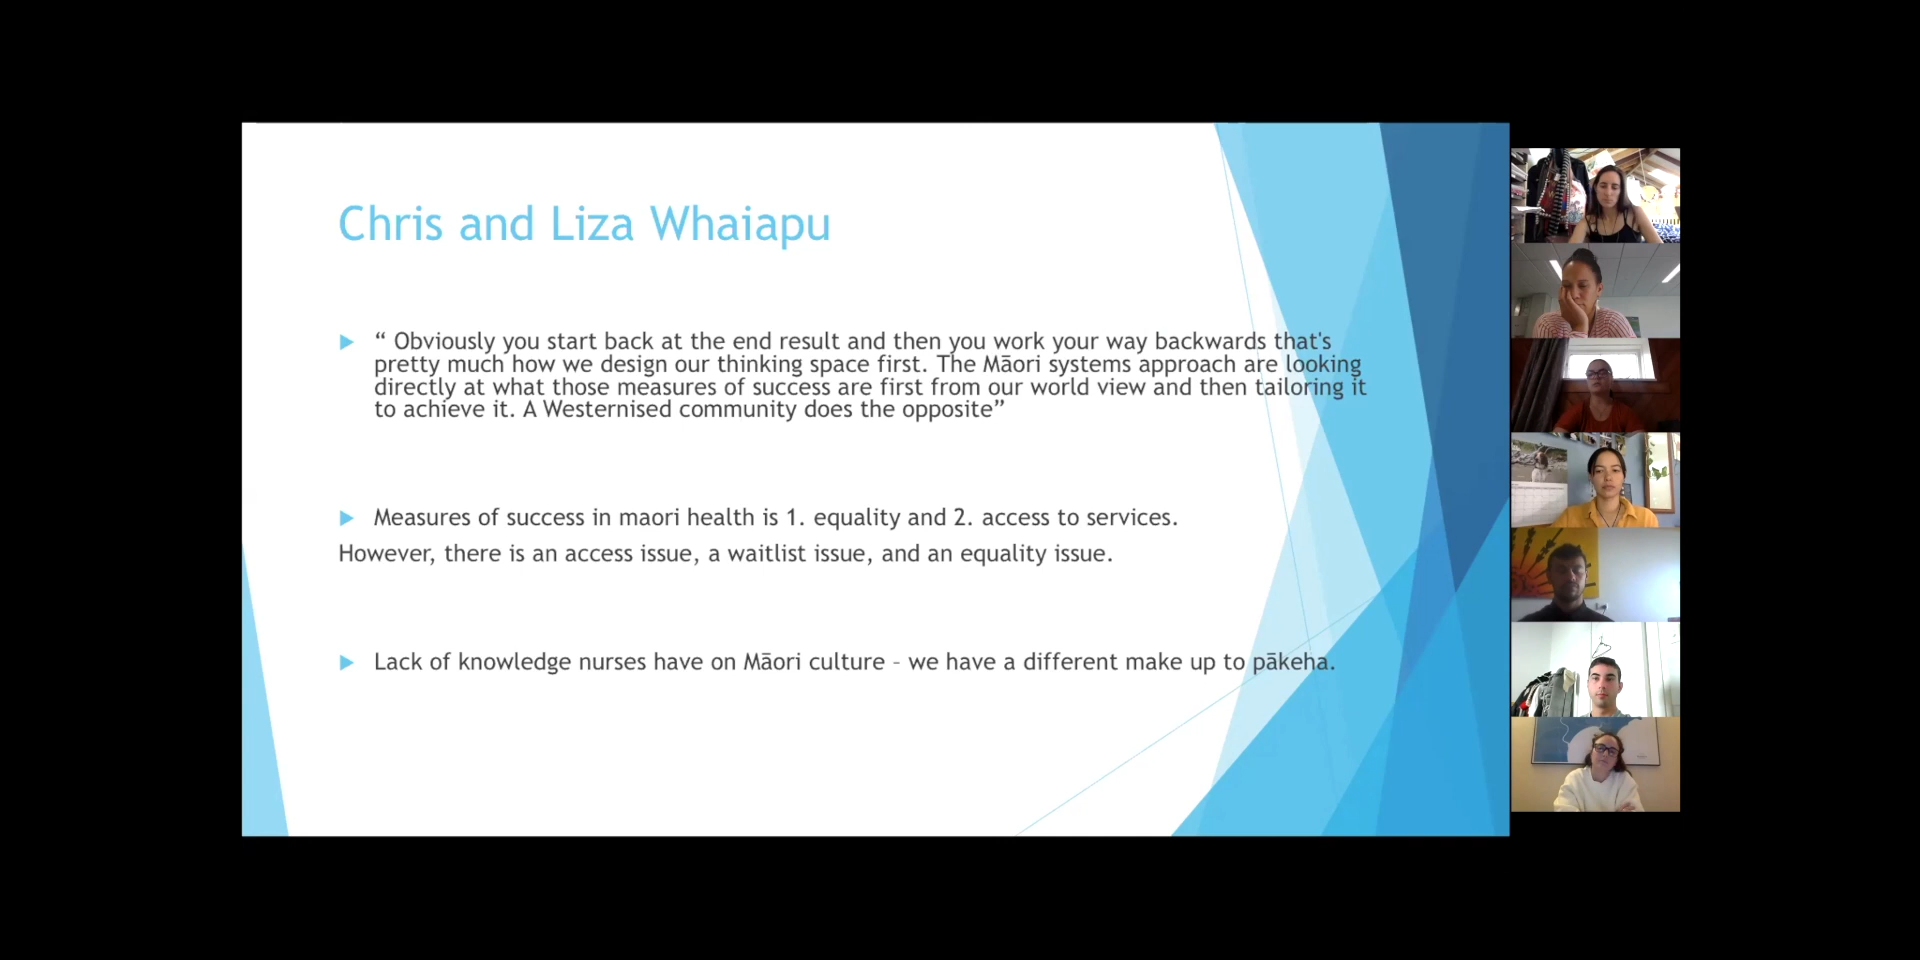 Chris and Liza Whaiapu
“ Obviously you start back at the end result and then you work your way backwards that's
pretty much how we design our thinking space first. The Māori systems approach are looking
directly at what those measures of success are first from our world view and then tailoring it
to achieve it. A Westernised community does the opposite”
Measures of success in maori health is 1. equality and 2. access to services.
However, there is an access issue, a waitlist issue, and an equality issue.
Lack of knowledge nurses have on Māori culture – we have a different make up to pākeha.